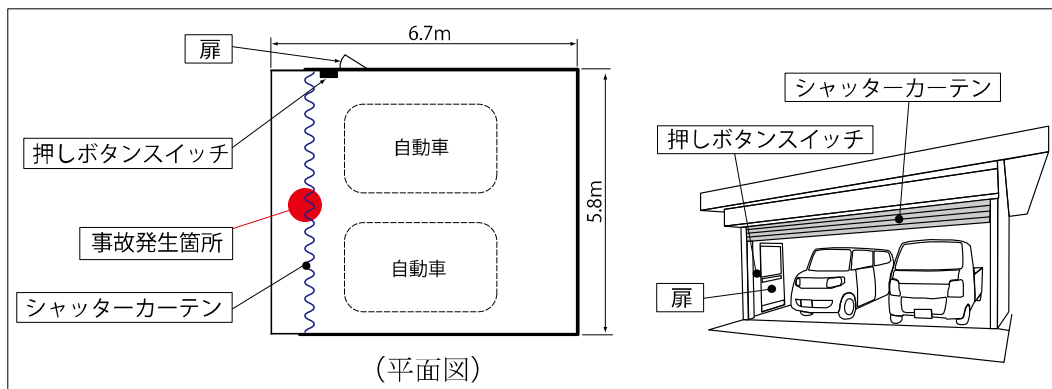 6.7m
扉
押しボタンスイッチ
自動車
5.8m
事故発生箇所
自動車
シャッターカーテン
(平面図)
シャッターカーテン
押しボタンスイッチ
扉